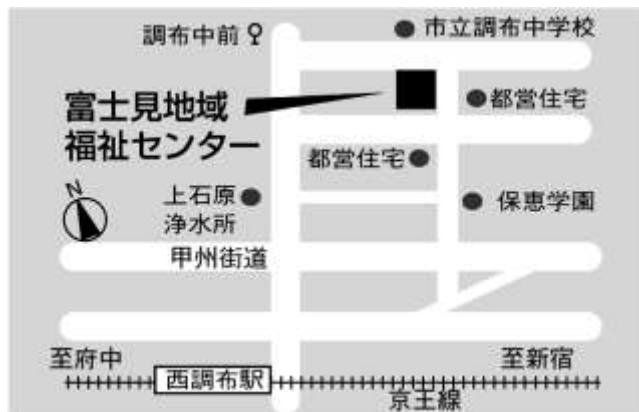 調布中前
市立調布中学校
富士見地域
福祉センター
都営住宅
都営住宅
N
上石原
浄水所
保恵学園
甲州街道
至府中
至新宿
西調布駅
京王線